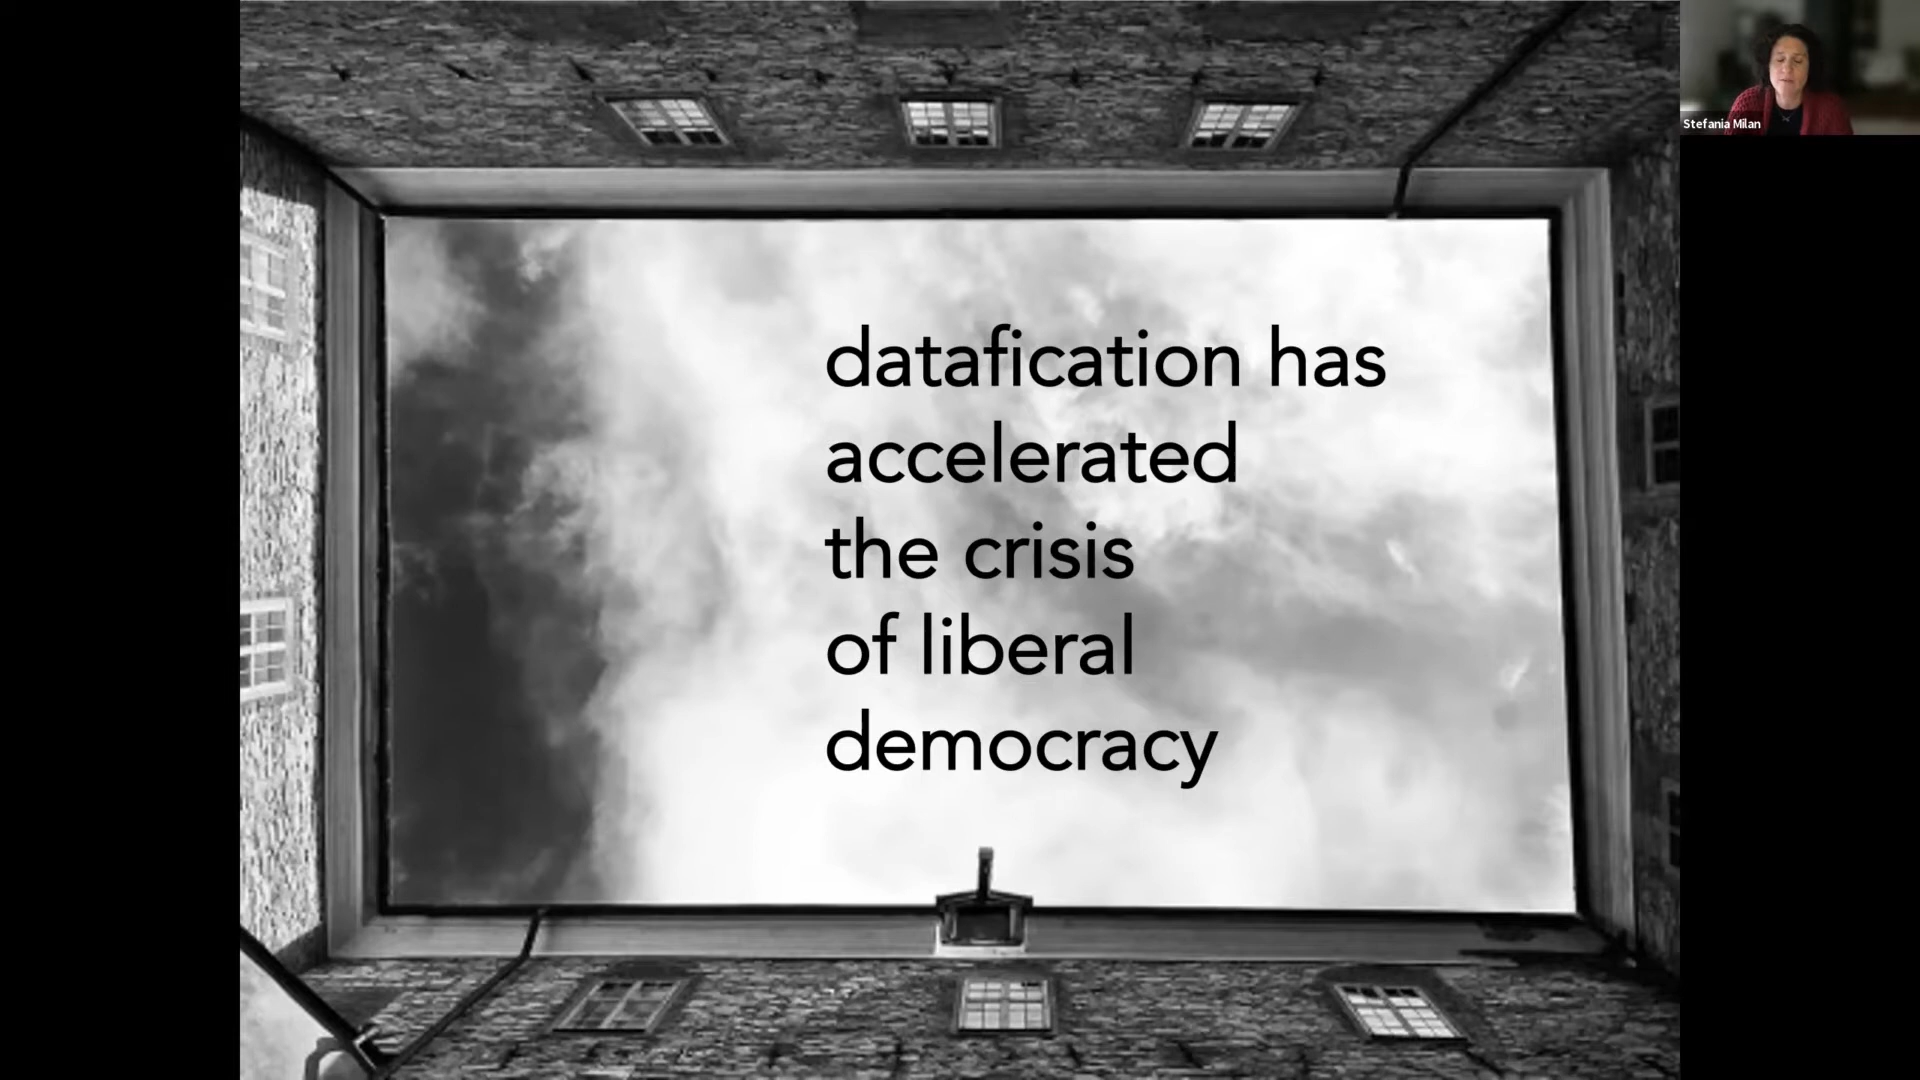 datafication has
accelerated
the crisis
of liberal
democracy
Stefania Milan